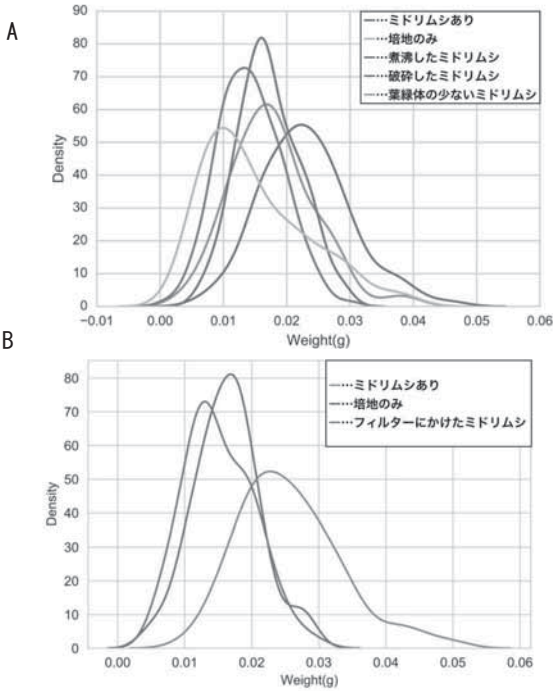 A
90
80
70
60
50
40
30
20
10
0
Density
−0.01 0.00 0.01 0.02 0.03 0.04 0.05 0.06
Weight(g)
―…ミドリムシあり
―…培地のみ
―…煮沸したミドリムシ
―…破砕したミドリムシ
―…葉緑体の少ないミドリムシ
B
80
70
60
50
40
30
20
10
0
Density
0.00 0.01 0.02 0.03 0.04 0.05 0.06
Weight(g)
―…ミドリムシあり
―…培地のみ
―…フィルターにかけたミドリムシ